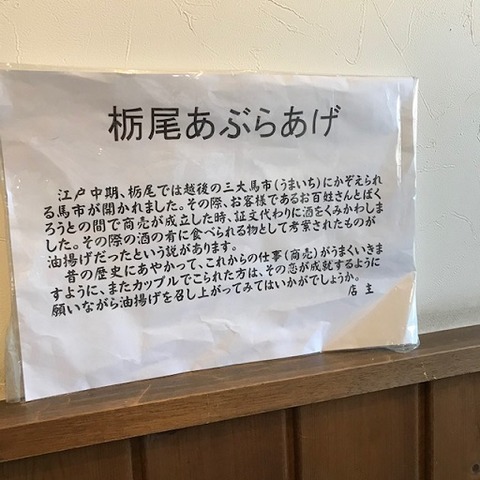 栃尾あぶらあげ
江戸中期、栃尾では越後の三大馬市(うまいち)にかぞえられ
る馬市が開かれました。その際、お客様であるお百姓さんとばく
ろうとの間で商売が成立した時、証文代わりに酒をくみかわしま
した。その際の酒の肴に食べられる物として考案されたものが
油揚げだったという説があります。
昔の歴史にあやかって、これからの仕事(商売)がうまくいきま
すように、またカップルでこられた方は、その恋が成就するように
願いながら油揚げを召し上がってみてはいかがでしょうか。
店主